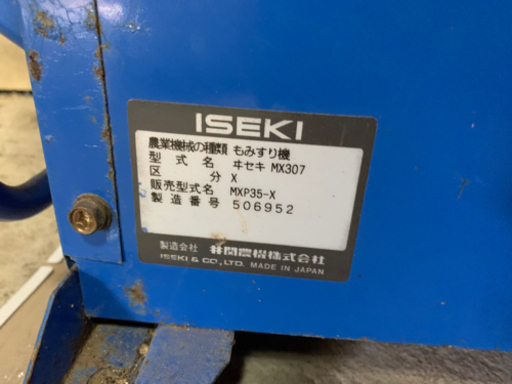 ISEKI
農業機械の種類 もみすり機
型式名 ヰセキ MX307
区分 X
販売型式名 MXP35-X
製造番号 506952
製造会社 井関農機株式会社
ISEKI & CO., LTD. MADE IN JAPAN